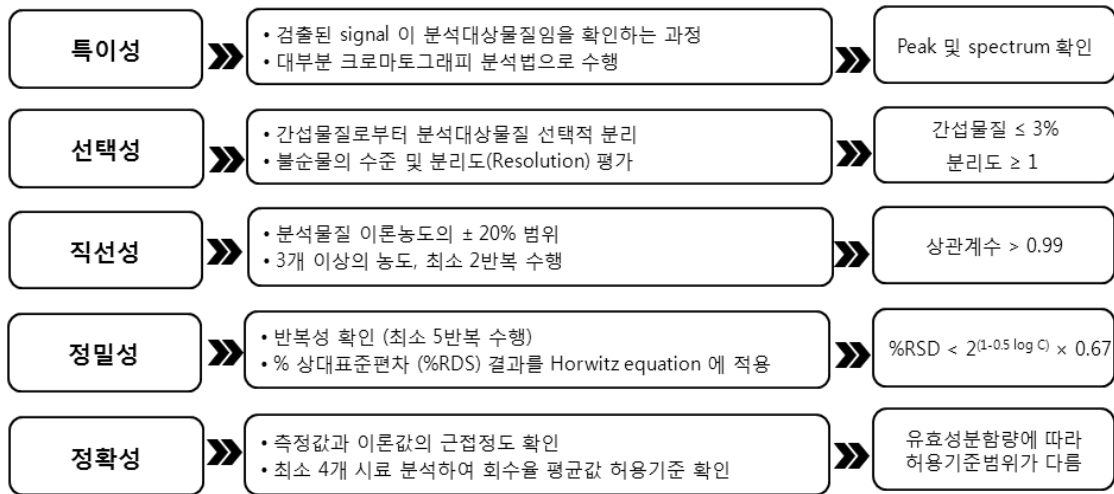 특이성
• 검출된 signal 이 분석대상물질임을 확인하는 과정
• 대부분 크로마토그래피 분석법으로 수행
Peak 및 spectrum 확인
선택성
• 간섭물질로부터 분석대상물질 선택적 분리
• 불순물의 수준 및 분리도(Resolution) 평가
간섭물질 ≤ 3%
분리도 ≥ 1
직선성
• 분석물질 이론농도의 ± 20% 범위
• 3개 이상의 농도, 최소 2반복 수행
상관계수 > 0.99
정밀성
• 반복성 확인 (최소 5반복 수행)
• % 상대표준편차 (%RDS) 결과를 Horwitz equation 에 적용
%RSD < 2^(1-0.5 log C) × 0.67
정확성
• 측정값과 이론값의 근접정도 확인
• 최소 4개 시료 분석하여 회수율 평균값 허용기준 확인
유효성분함량에 따라
허용기준범위가 다름